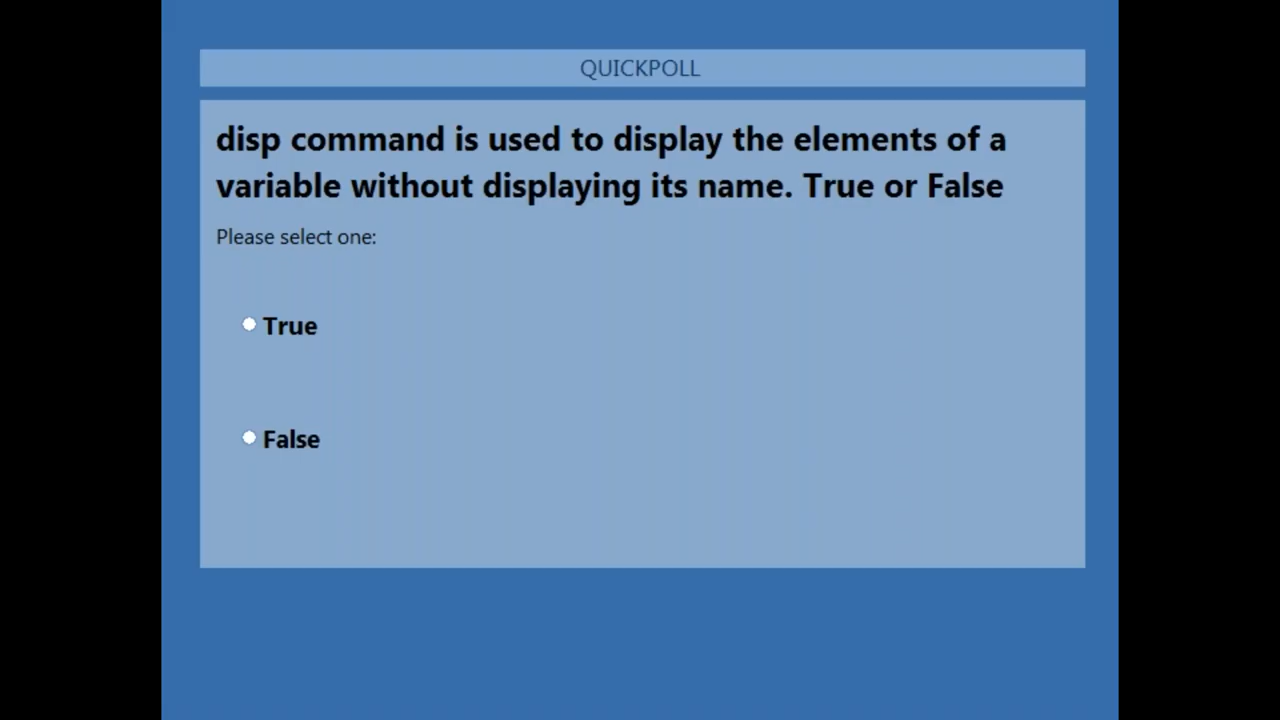 QUICKPOLL
disp command is used to display the elements of a
variable without displaying its name. True or False
Please select one:
True
False